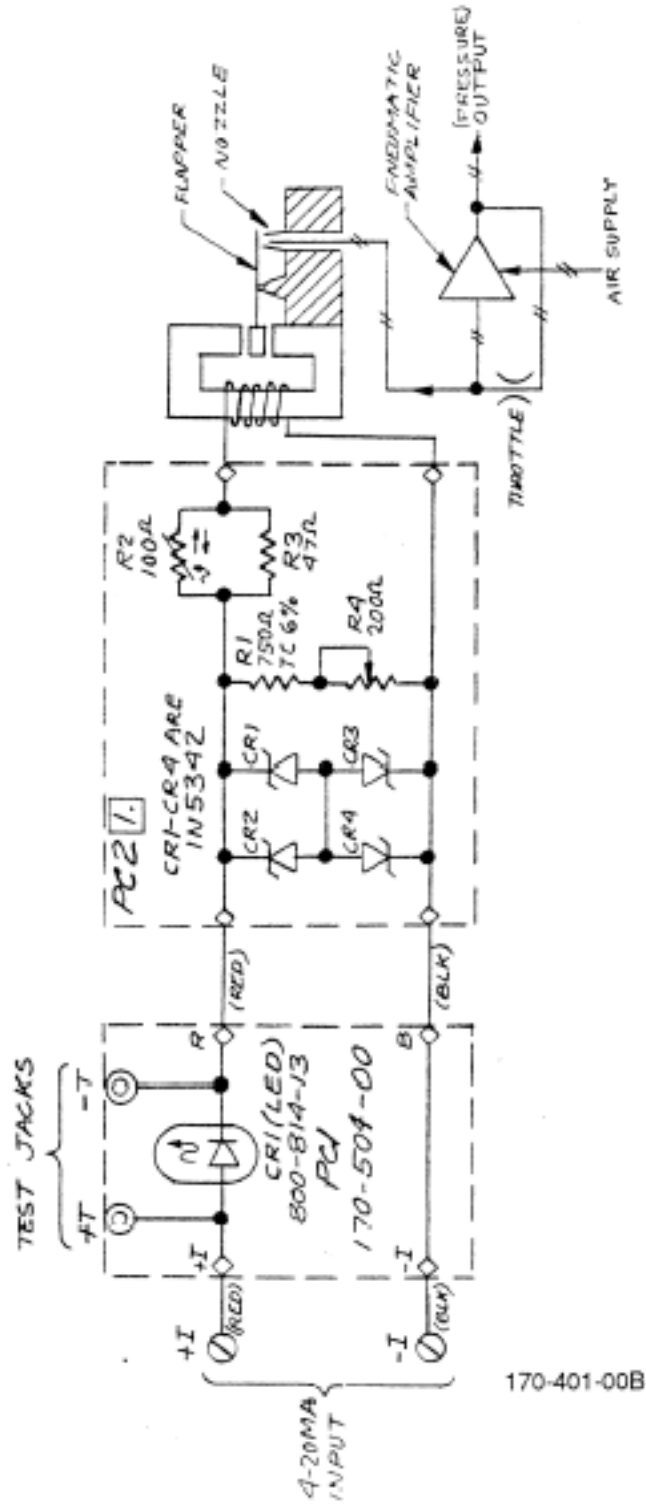 TEST JACKS
+T
-T
4-20MA
INPUT
+I
(RED)
+I
-I
(BLK)
-I
CR1 (LED)
800-814-13
PC1
170-504-00
R
B
(RED)
(BLK)
PC2 1.
CR1-CR4 ARE
1N5342
CR2
CR1
CR4
CR3
R1
750Ω
TC 6%
R4
200Ω
R2
100Ω
R3
47Ω
FLAPPER
NOZZLE
THROTTLE
PNEUMATIC
AMPLIFIER
(PRESSURE)
OUTPUT
AIR SUPPLY
170-401-00B